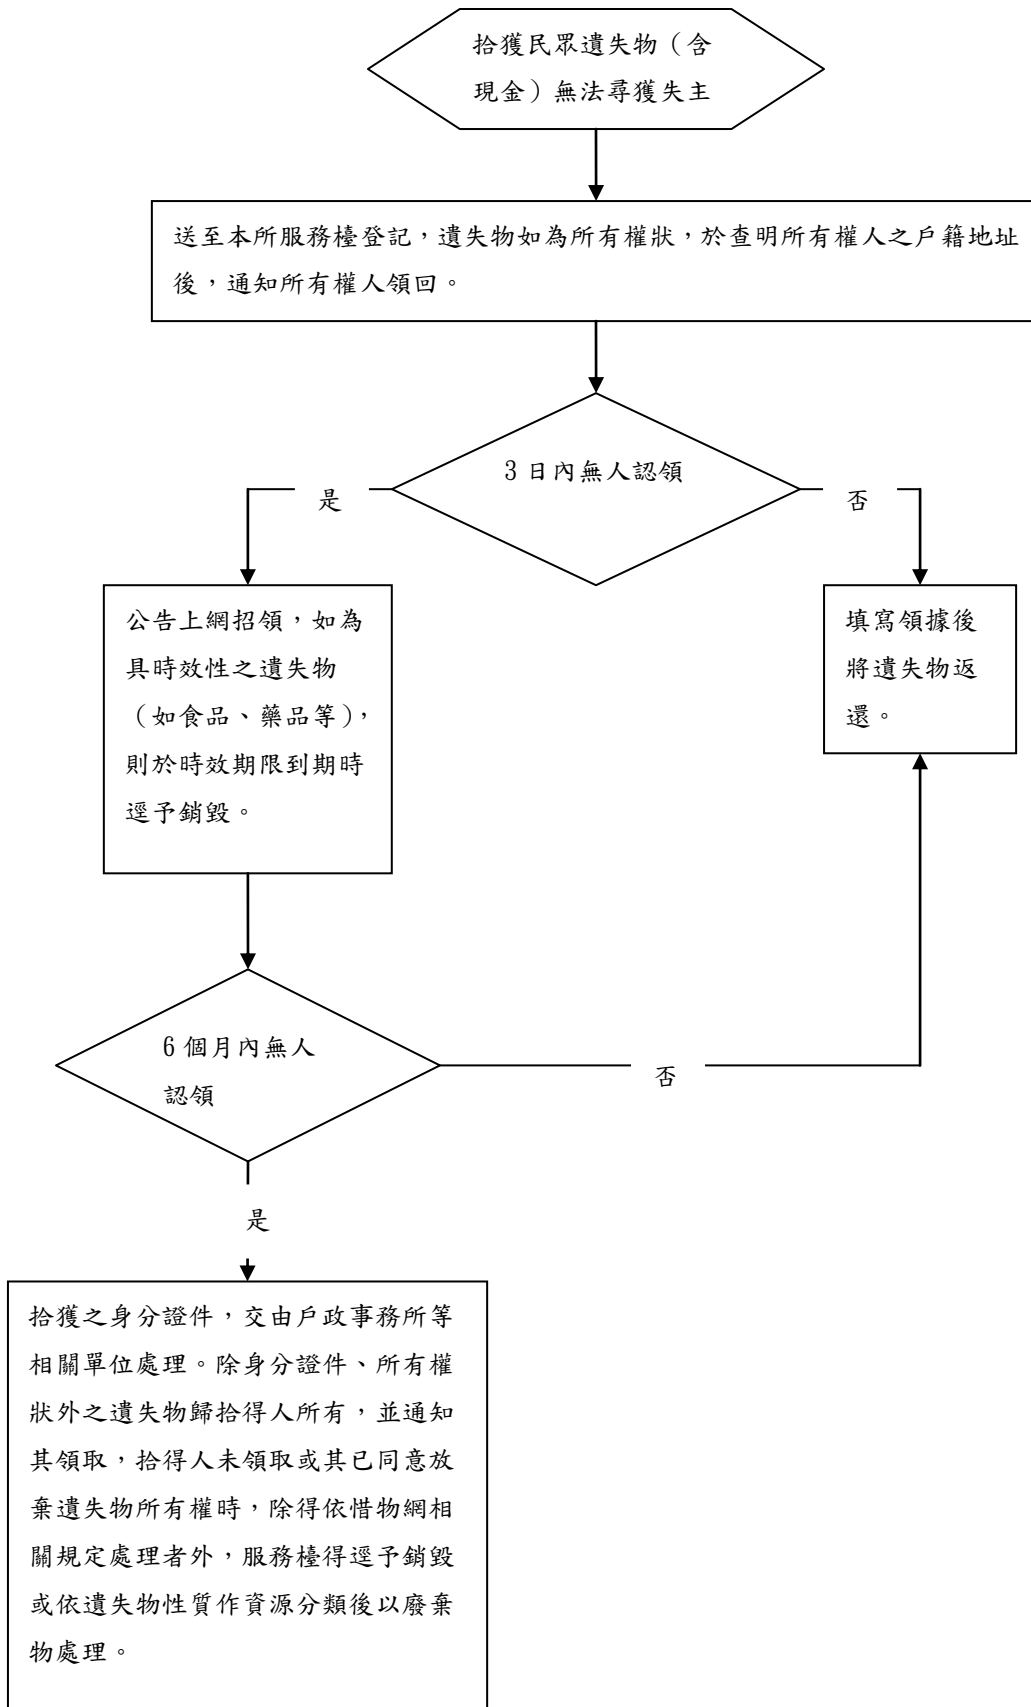 拾獲民眾遺失物（含
現金）無法尋獲失主
送至本所服務檯登記，遺失物如為所有權狀，於查明所有權人之戶籍地址
後，通知所有權人領回。
3 日內無人認領
是
否
公告上網招領，如為
具時效性之遺失物
（如食品、藥品等），
則於時效期限到期時
逕予銷毀。
填寫領據後
將遺失物返
還。
6 個月內無人
認領
否
是
拾獲之身分證件，交由戶政事務所等
相關單位處理。除身分證件、所有權
狀外之遺失物歸拾得人所有，並通知
其領取，拾得人未領取或其已同意放
棄遺失物所有權時，除得依惜物網相
關規定處理者外，服務檯得逕予銷毀
或依遺失物性質作資源分類後以廢棄
物處理。